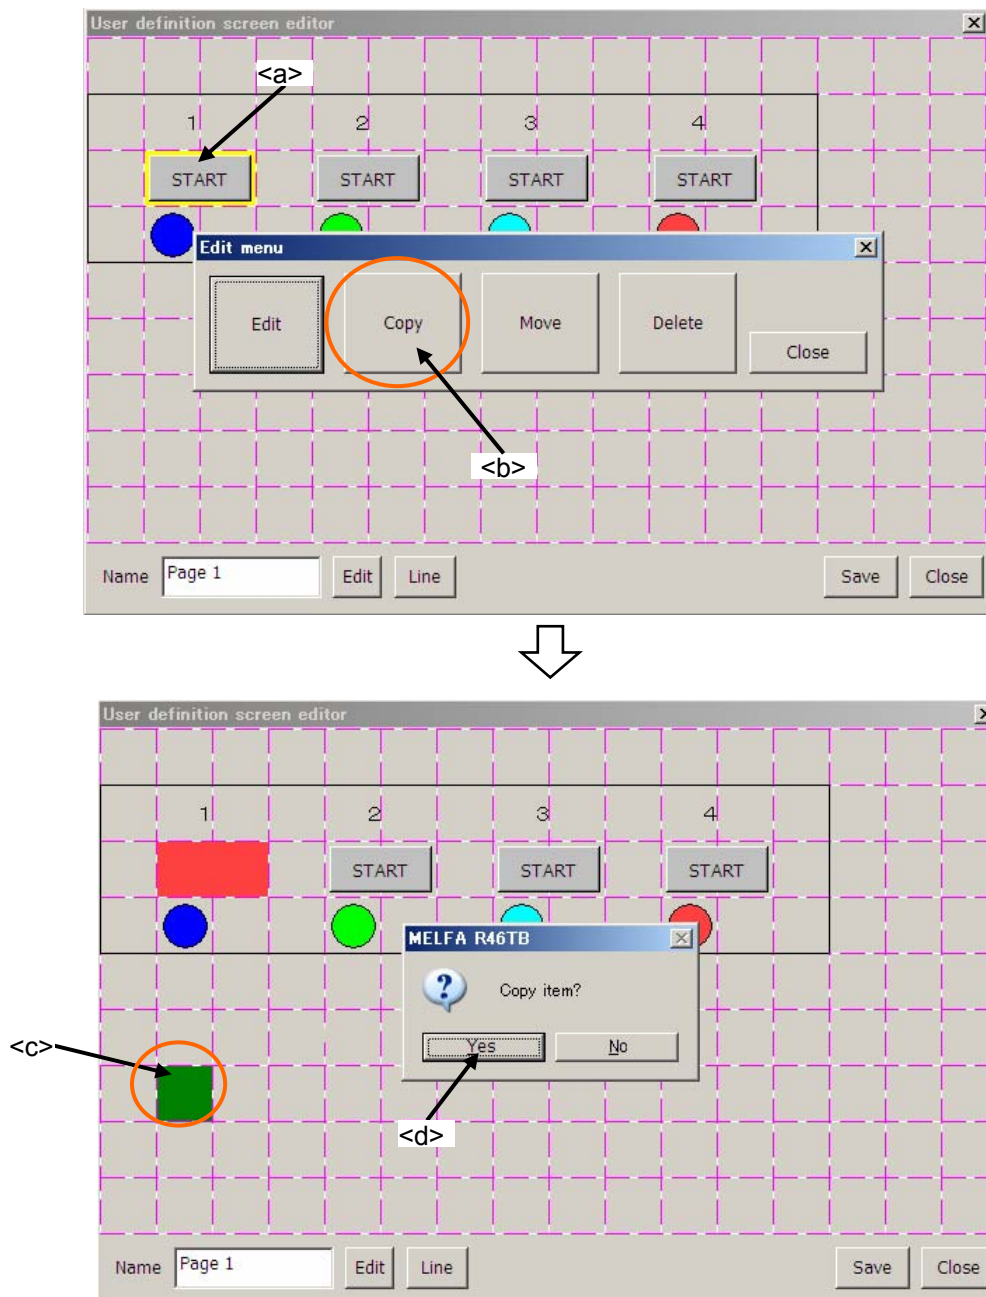 User definition screen editor
<a>
1 2 3 4
START START START START
Edit menu
Edit Copy Move Delete Close
<b>
Name Page 1 Edit Line Save Close
User definition screen editor
1 2 3 4
START START START
MELFA R46TB
Copy item?
Yes No
<c>
<d>
Name Page 1 Edit Line Save Close